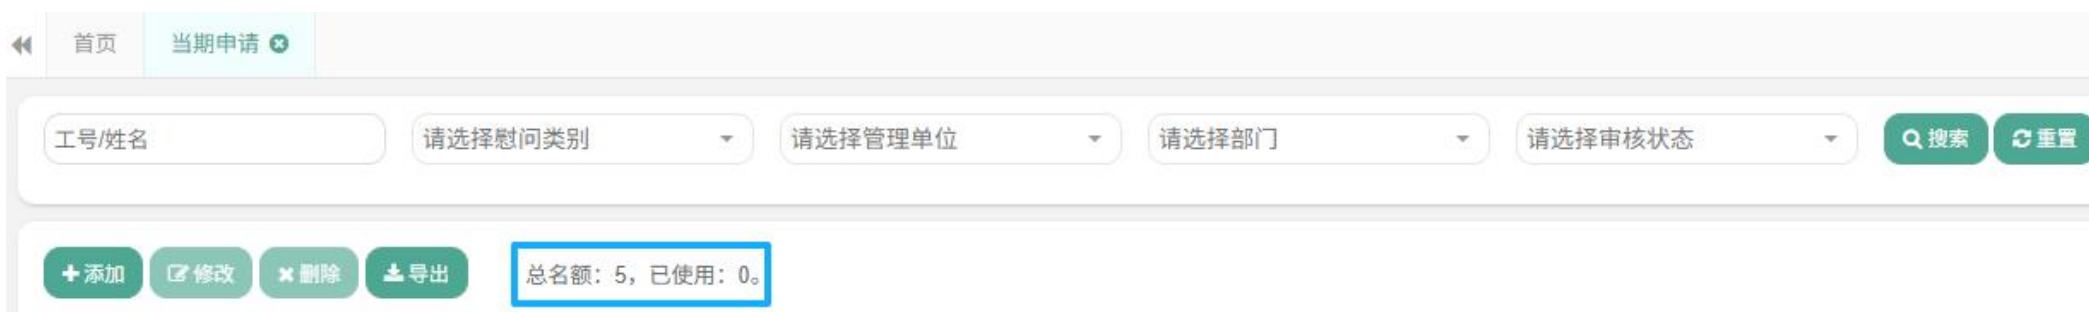 首页 当期申请
工号/姓名 请选择慰问类别 请选择管理单位 请选择部门 请选择审核状态 搜索 重置
添加 修改 删除 导出 总名额：5，已使用：0。